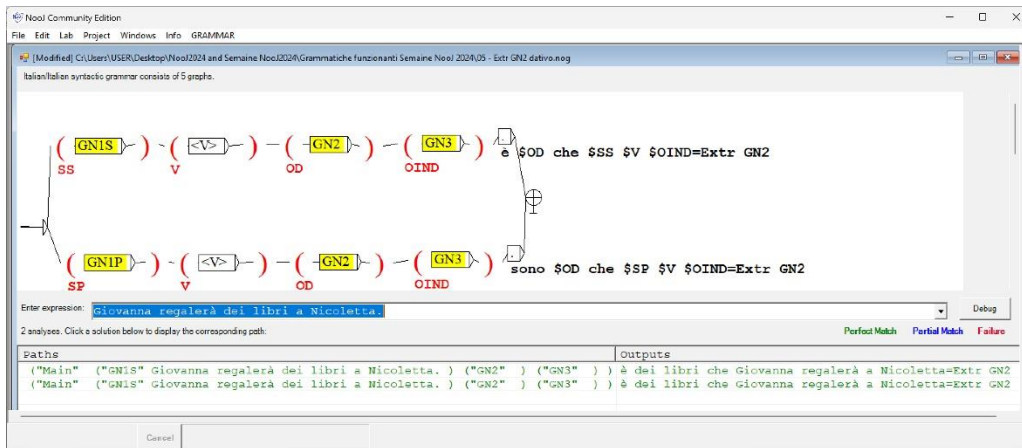 NooJ Community Edition
File Edit Lab Project Windows Info GRAMMAR
[Modified] C:\Users\USER\Desktop\NooJ2024 and Semaine NooJ2024\Grammatiche funzionanti Semaine NooJ 2024\05 - Extr GN2 dativo.nog
Italian/Italian syntactic grammar consists of 5 graphs.
( GN1S ) ( <V> ) ( GN2 ) ( GN3 ) .
SS V OD OIND
è $OD che $SS $V $OIND=Extr GN2
( GN1P ) ( <V> ) ( GN2 ) ( GN3 ) .
SP V OD OIND
sono $OD che $SP $V $OIND=Extr GN2
Enter expression: Giovanna regalerà dei libri a Nicoletta. Debug
2 analyses. Click a solution below to display the corresponding path: Perfect Match Partial Match Failure
Paths Outputs
("Main" ("GN1S" Giovanna regalerà dei libri a Nicoletta. ) ("GN2" ) ("GN3" ) ) è dei libri che Giovanna regalerà a Nicoletta=Extr GN2
("Main" ("GN1S" Giovanna regalerà dei libri a Nicoletta. ) ("GN2" ) ("GN3" ) ) è dei libri che Giovanna regalerà a Nicoletta=Extr GN2
Cancel